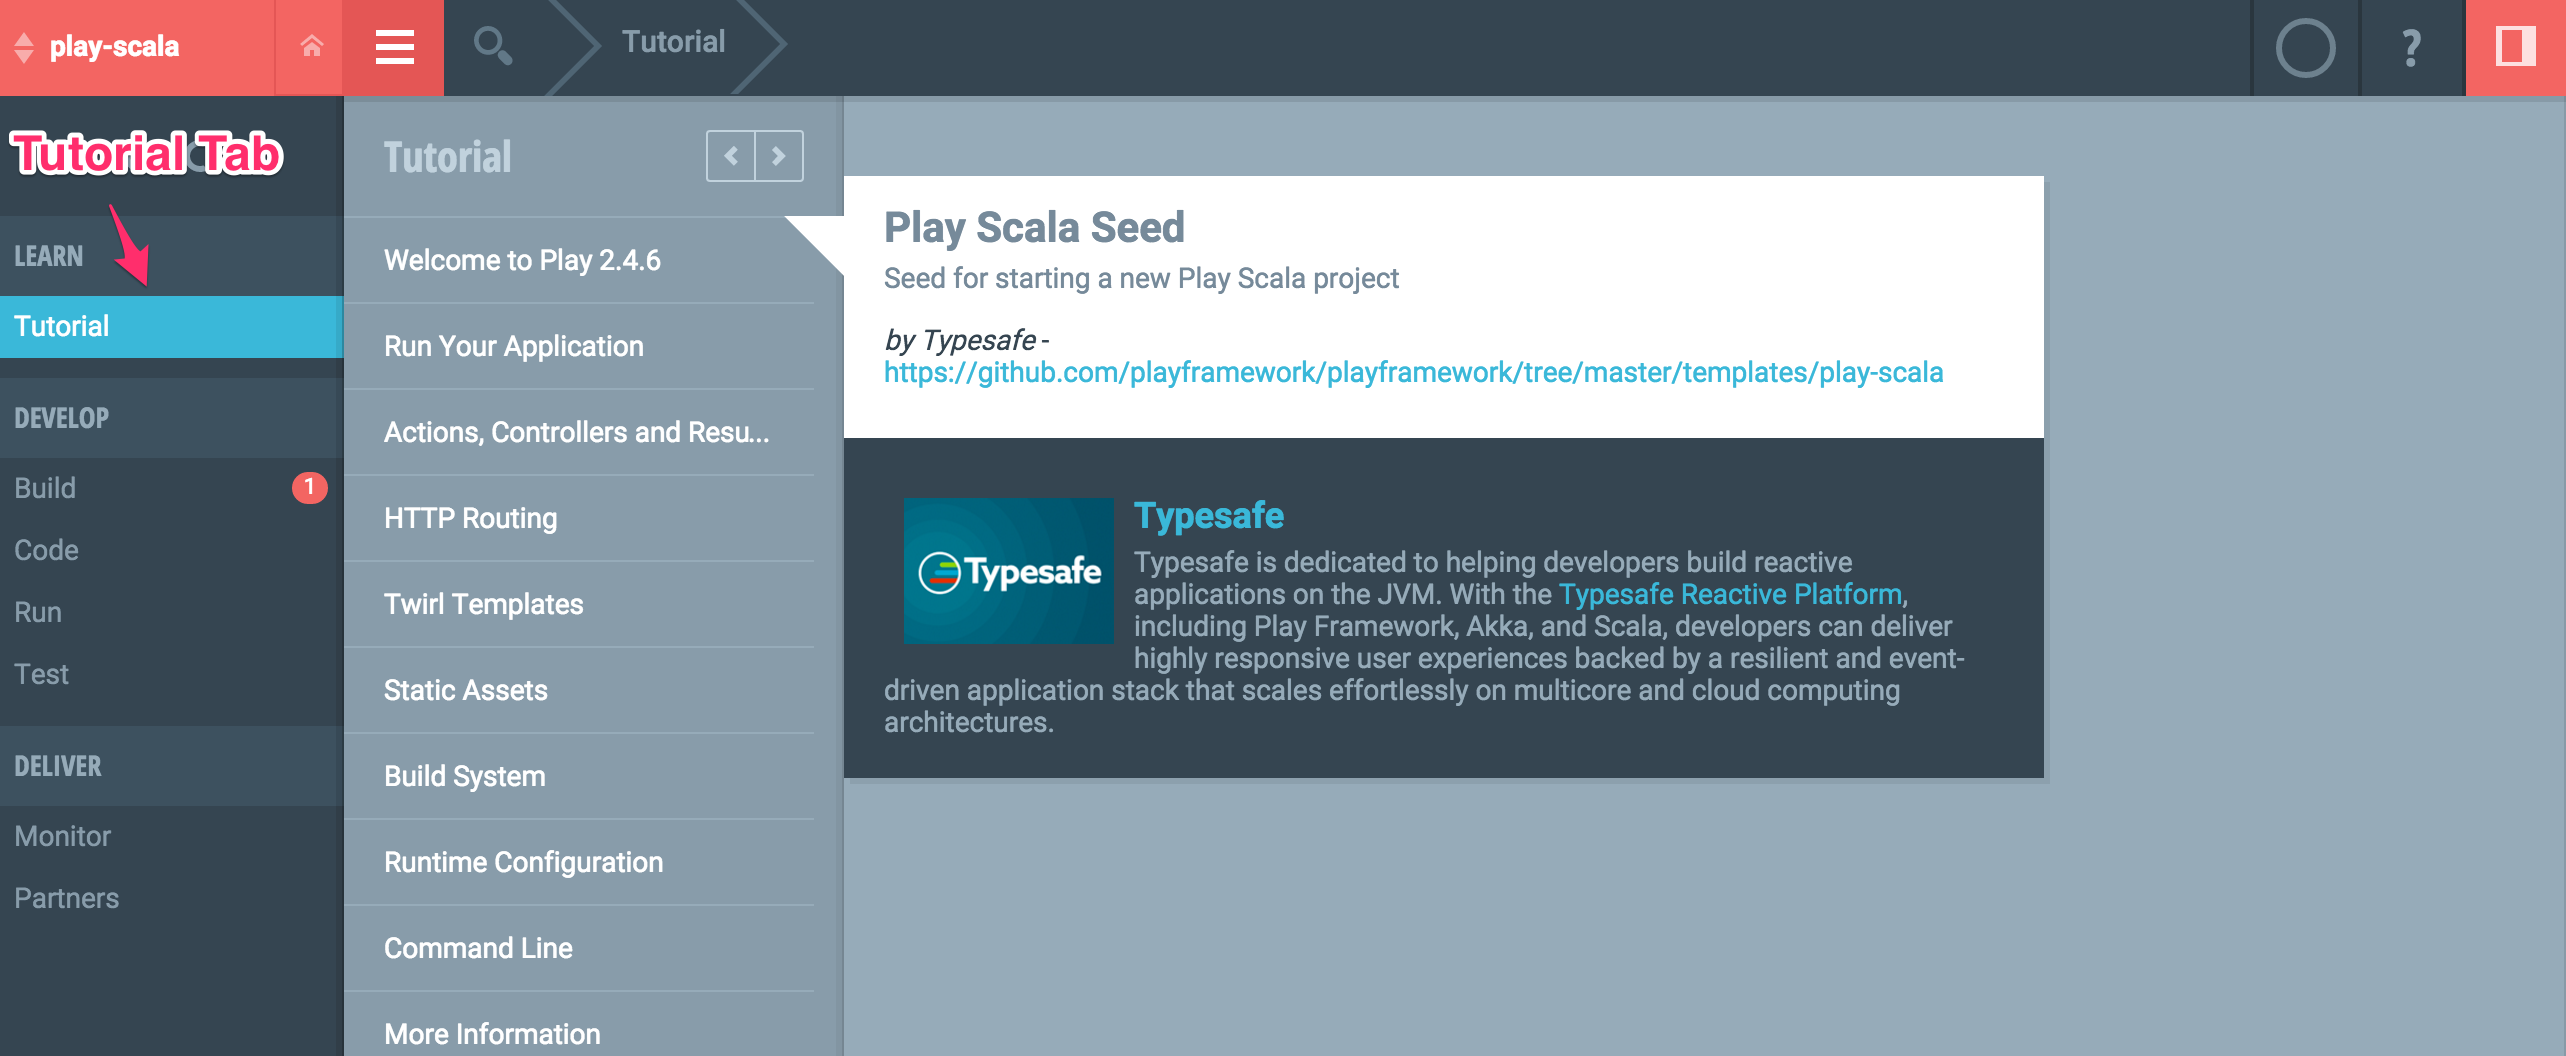 play-scala
Tutorial
?
Tutorial Tab
LEARN
Tutorial
DEVELOP
Build
1
Code
Run
Test
DELIVER
Monitor
Partners
Tutorial
Welcome to Play 2.4.6
Run Your Application
Actions, Controllers and Resu...
HTTP Routing
Twirl Templates
Static Assets
Build System
Runtime Configuration
Command Line
More Information
Play Scala Seed
Seed for starting a new Play Scala project
by Typesafe -
https://github.com/playframework/playframework/tree/master/templates/play-scala
Typesafe
Typesafe
Typesafe is dedicated to helping developers build reactive
applications on the JVM. With the Typesafe Reactive Platform,
including Play Framework, Akka, and Scala, developers can deliver
highly responsive user experiences backed by a resilient and event-
driven application stack that scales effortlessly on multicore and cloud computing
architectures.